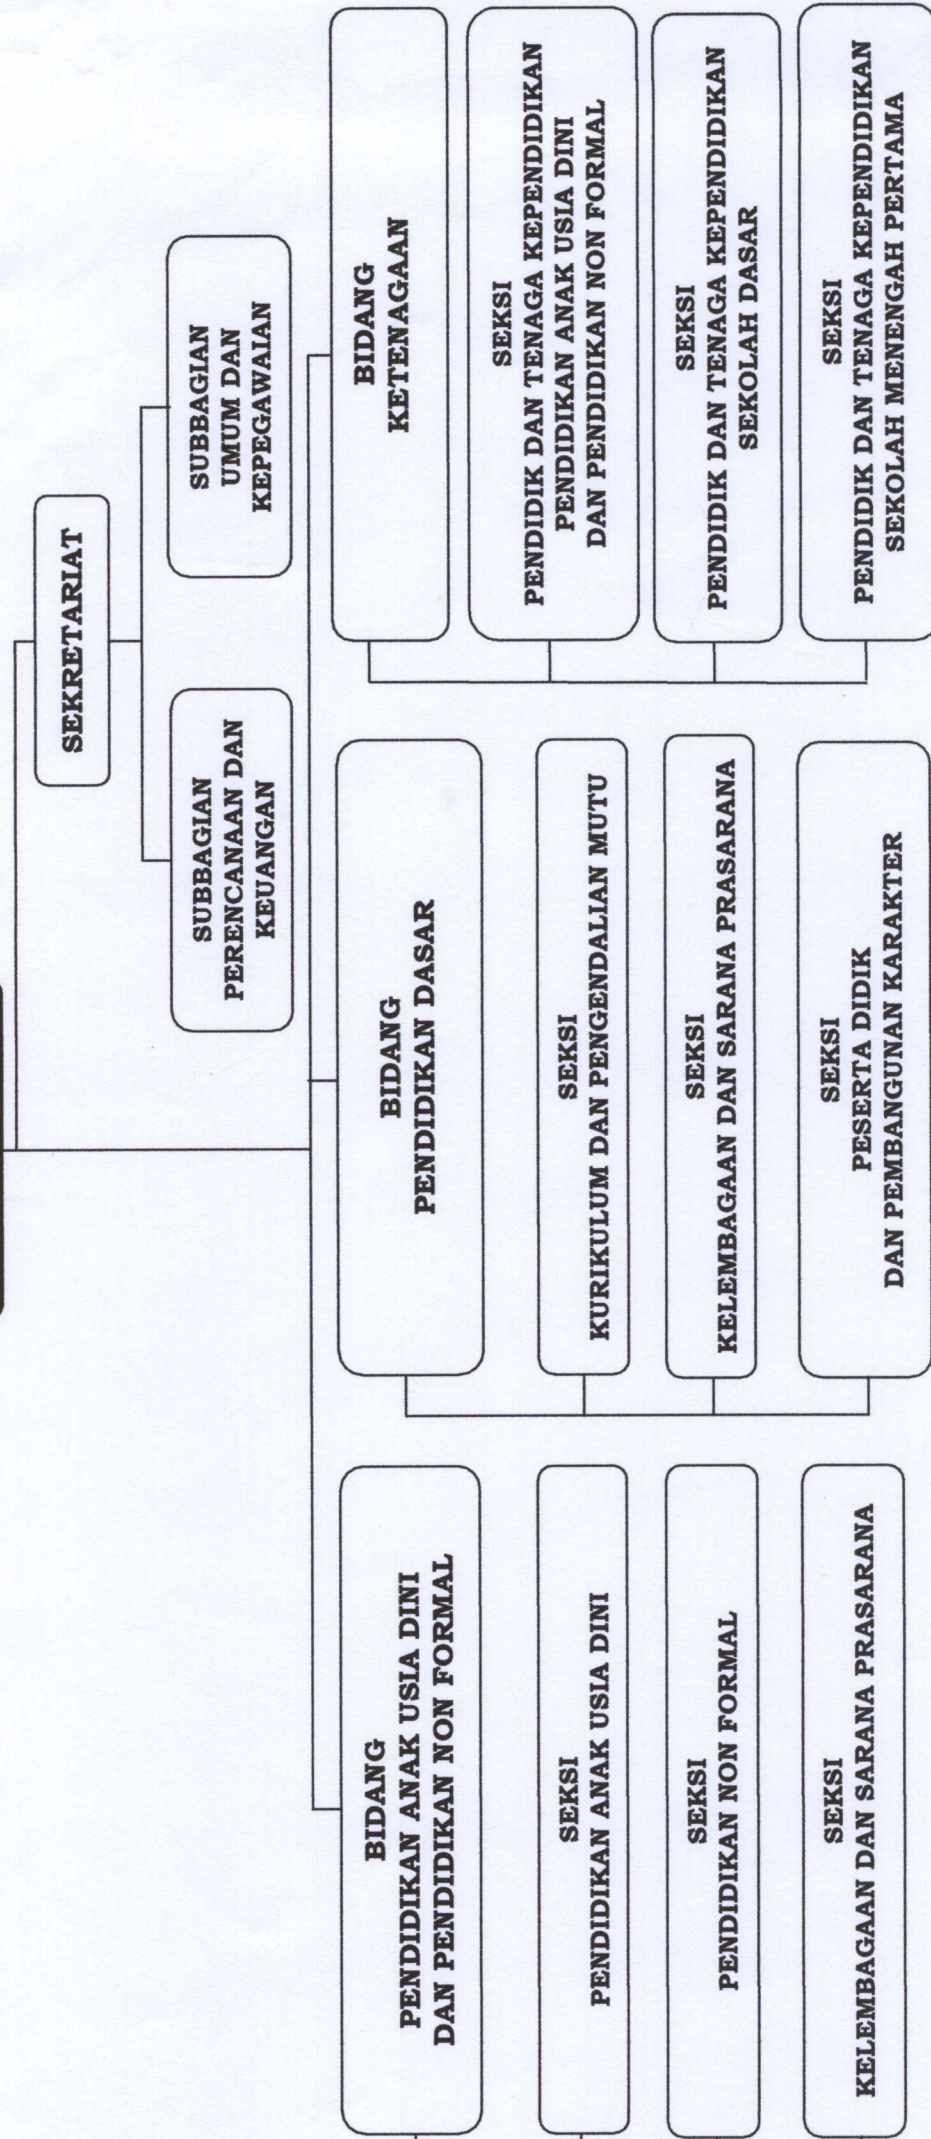 SEKRETARIAT
SUBBAGIAN
PERENCANAAN DAN
KEUANGAN
SUBBAGIAN
UMUM DAN
KEPEGAWAIAN
BIDANG
PENDIDIKAN ANAK USIA DINI
DAN PENDIDIKAN NON FORMAL
SEKSI
PENDIDIKAN ANAK USIA DINI
SEKSI
PENDIDIKAN NON FORMAL
SEKSI
KELEMBAGAAN DAN SARANA PRASARANA
BIDANG
PENDIDIKAN DASAR
SEKSI
KURIKULUM DAN PENGENDALIAN MUTU
SEKSI
KELEMBAGAAN DAN SARANA PRASARANA
SEKSI
PESERTA DIDIK
DAN PEMBANGUNAN KARAKTER
BIDANG
KETENAGAAN
SEKSI
PENDIDIK DAN TENAGA KEPENDIDIKAN
PENDIDIKAN ANAK USIA DINI
DAN PENDIDIKAN NON FORMAL
SEKSI
PENDIDIK DAN TENAGA KEPENDIDIKAN
SEKOLAH DASAR
SEKSI
PENDIDIK DAN TENAGA KEPENDIDIKAN
SEKOLAH MENENGAH PERTAMA